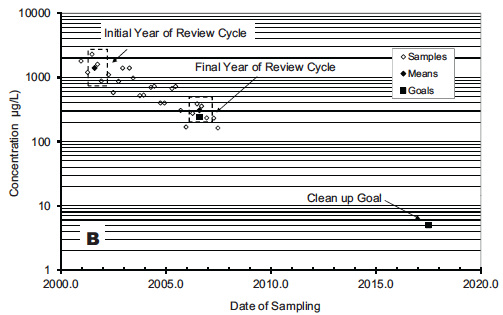 10000
Initial Year of Review Cycle
Samples
Means
Goals
Final Year of Review Cycle
1000
100
10
1
Concentration µg/L)
Clean up Goal
B
2000.0 2005.0 2010.0 2015.0 2020.0
Date of Sampling